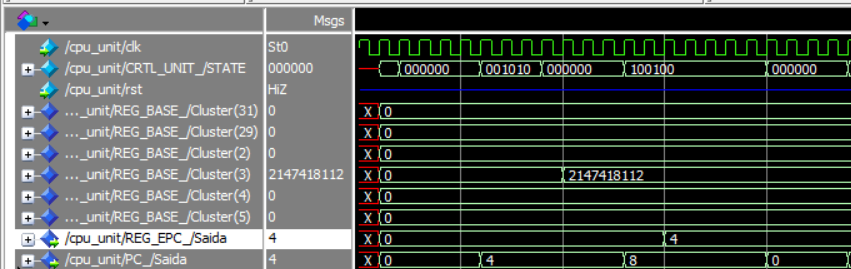 Msgs
/cpu_unit/clk St0
/cpu_unit/CRTL_UNIT_/STATE 000000 000000 001010 000000 100100 000000
/cpu_unit/rst HiZ
..._unit/REG_BASE_/Cluster(31) 0 X 0
..._unit/REG_BASE_/Cluster(29) 0 X 0
..._unit/REG_BASE_/Cluster(2) 0 X 0
..._unit/REG_BASE_/Cluster(3) 2147418112 X 0 2147418112
..._unit/REG_BASE_/Cluster(4) 0 X 0
..._unit/REG_BASE_/Cluster(5) 0 X 0
/cpu_unit/REG_EPC_/Saida 4 X 0 4
/cpu_unit/PC_/Saida 4 X 0 4 8 0